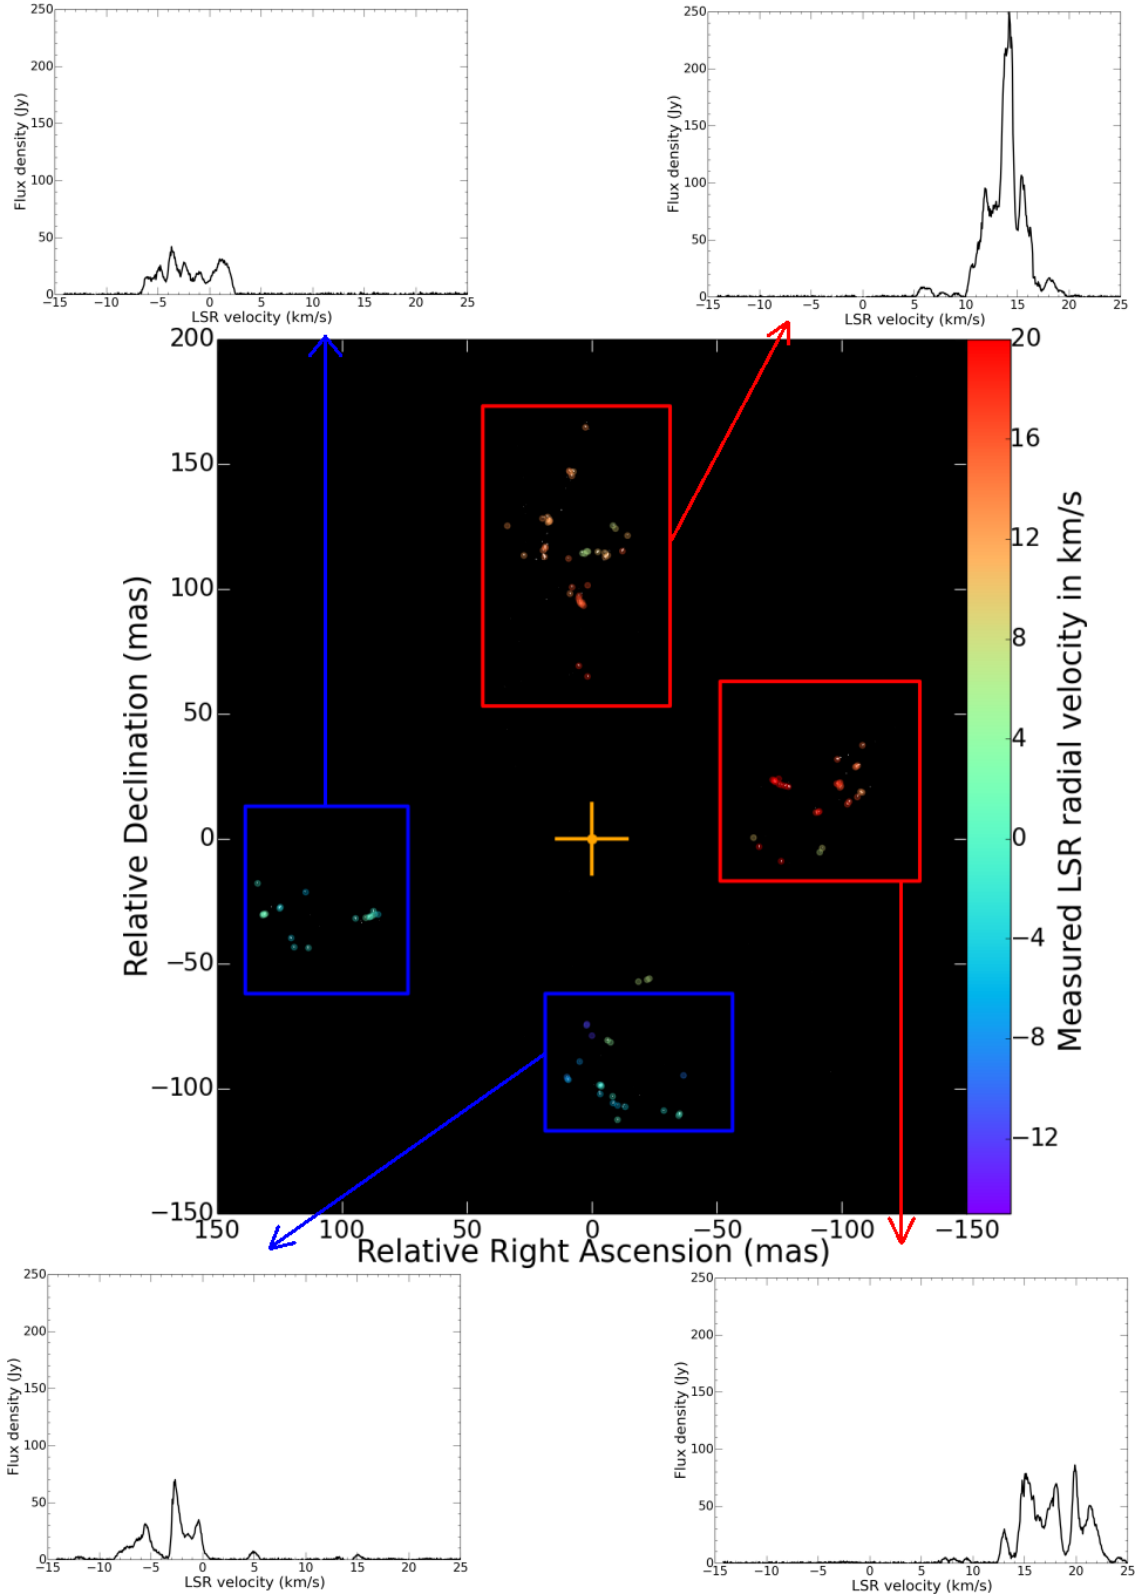 250
200
150
100
50
0
Flux density (Jy)
−15 −10 −5 0 5 10 15 20 25
LSR velocity (km/s)
250
200
150
100
50
0
Flux density (Jy)
−15 −10 −5 0 5 10 15 20 25
LSR velocity (km/s)
200
150
100
50
0
−50
−100
−150
Relative Declination (mas)
150 100 50 0 −50 −100 −150
Relative Right Ascension (mas)
20
16
12
8
4
0
−4
−8
−12
Measured LSR radial velocity in km/s
250
200
150
100
50
0
Flux density (Jy)
−15 −10 −5 0 5 10 15 20 25
LSR velocity (km/s)
250
200
150
100
50
0
Flux density (Jy)
−15 −10 −5 0 5 10 15 20 25
LSR velocity (km/s)